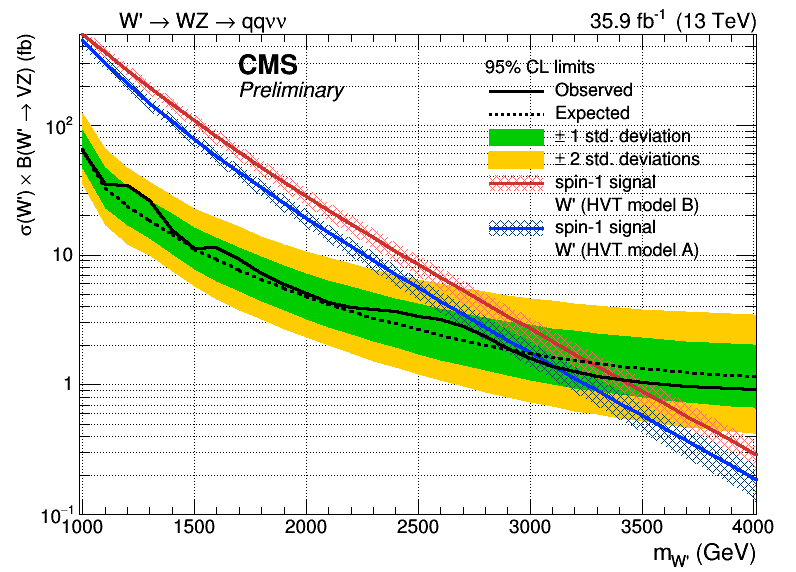 W' → WZ → qqνν
35.9 fb⁻¹ (13 TeV)
σ(W') × B(W' → VZ) (fb)
CMS
Preliminary
95% CL limits
Observed
Expected
± 1 std. deviation
± 2 std. deviations
spin-1 signal
W' (HVT model B)
spin-1 signal
W' (HVT model A)
10²
10
1
10⁻¹
1000 1500 2000 2500 3000 3500 4000
m_W' (GeV)